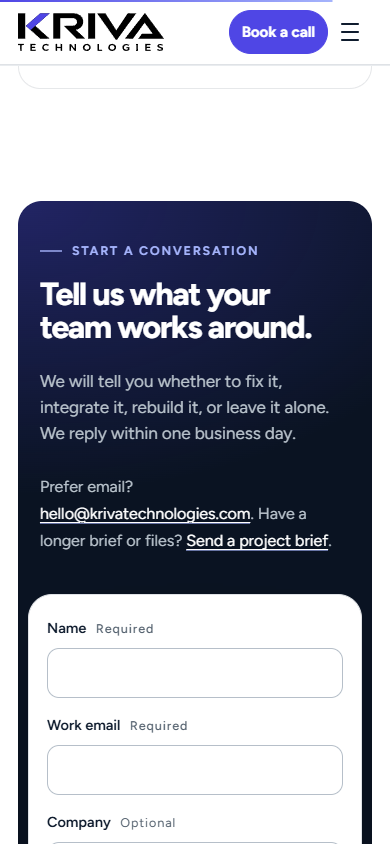 KRIVA
TECHNOLOGIES
Book a call
START A CONVERSATION
Tell us what your
team works around.
We will tell you whether to fix it,
integrate it, rebuild it, or leave it alone.
We reply within one business day.
Prefer email?
hello@krivatechnologies.com. Have a
longer brief or files? Send a project brief.
Name Required
Work email Required
Company Optional